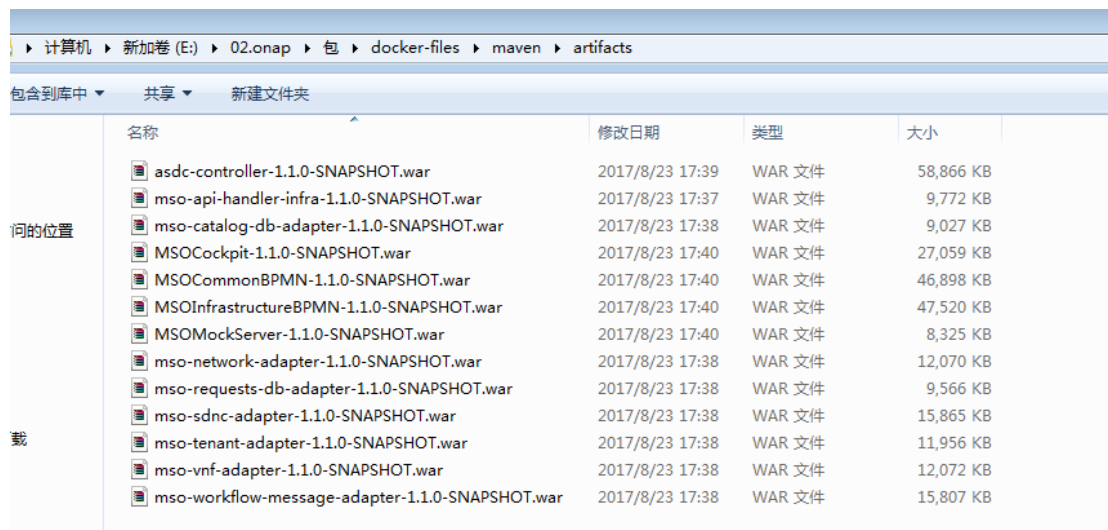 计算机 新加卷 (E:) 02.onap 包 docker-files maven artifacts
包含到库中 共享 新建文件夹
名称 修改日期 类型 大小
asdc-controller-1.1.0-SNAPSHOT.war 2017/8/23 17:39 WAR 文件 58,866 KB
mso-api-handler-infra-1.1.0-SNAPSHOT.war 2017/8/23 17:37 WAR 文件 9,772 KB
mso-catalog-db-adapter-1.1.0-SNAPSHOT.war 2017/8/23 17:38 WAR 文件 9,027 KB
问的位置
MSOCockpit-1.1.0-SNAPSHOT.war 2017/8/23 17:40 WAR 文件 27,059 KB
MSOCommonBPMN-1.1.0-SNAPSHOT.war 2017/8/23 17:40 WAR 文件 46,898 KB
MSOInfrastructureBPMN-1.1.0-SNAPSHOT.war 2017/8/23 17:40 WAR 文件 47,520 KB
MSOMockServer-1.1.0-SNAPSHOT.war 2017/8/23 17:40 WAR 文件 8,325 KB
mso-network-adapter-1.1.0-SNAPSHOT.war 2017/8/23 17:38 WAR 文件 12,070 KB
mso-requests-db-adapter-1.1.0-SNAPSHOT.war 2017/8/23 17:38 WAR 文件 9,566 KB
mso-sdnc-adapter-1.1.0-SNAPSHOT.war 2017/8/23 17:38 WAR 文件 15,865 KB
载
mso-tenant-adapter-1.1.0-SNAPSHOT.war 2017/8/23 17:38 WAR 文件 11,956 KB
mso-vnf-adapter-1.1.0-SNAPSHOT.war 2017/8/23 17:38 WAR 文件 12,072 KB
mso-workflow-message-adapter-1.1.0-SNAPSHOT.war 2017/8/23 17:38 WAR 文件 15,807 KB